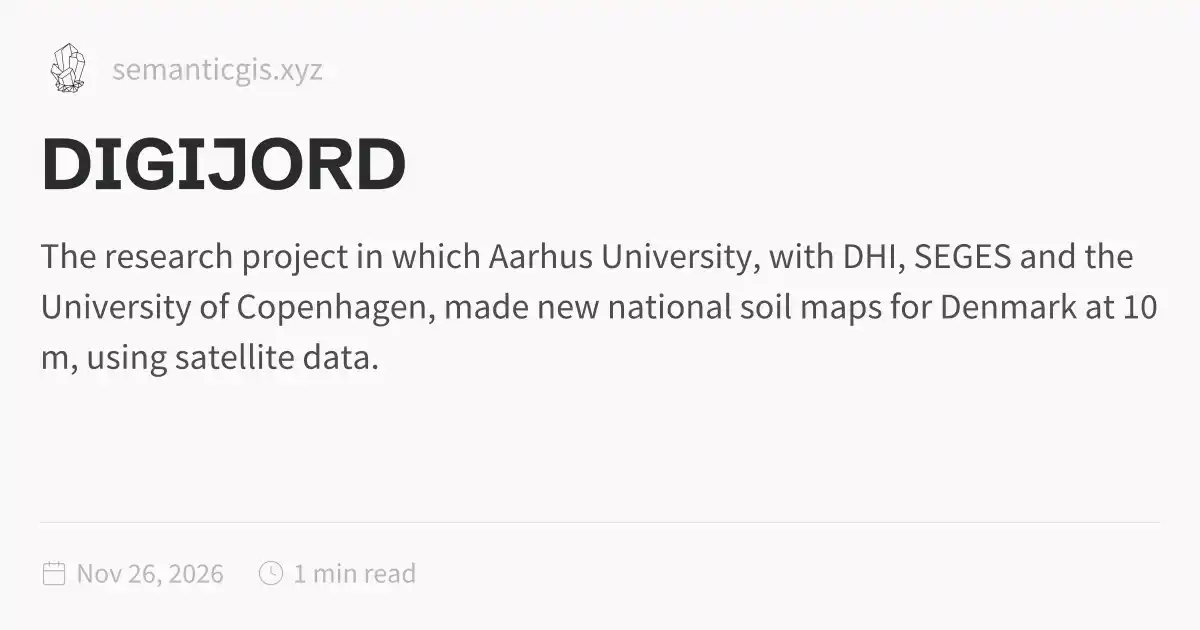 semanticgis.xyz
DIGIJORD
The research project in which Aarhus University, with DHI, SEGES and the
University of Copenhagen, made new national soil maps for Denmark at 10
m, using satellite data.
Nov 26, 2026 1 min read